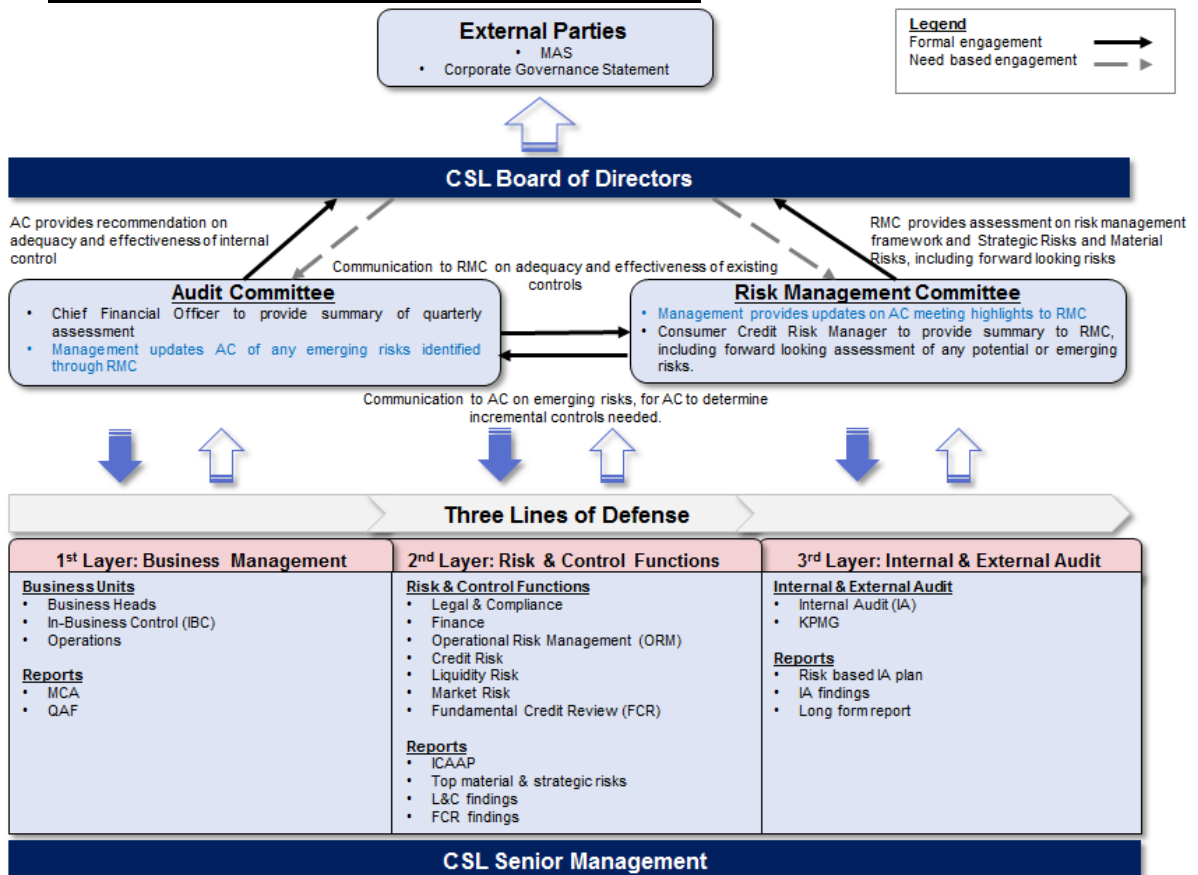 External Parties
• MAS
• Corporate Governance Statement
Legend
Formal engagement
Need based engagement
CSL Board of Directors
AC provides recommendation on
adequacy and effectiveness of internal
control
RMC provides assessment on risk management
framework and Strategic Risks and Material
Risks, including forward looking risks
Communication to RMC on adequacy and effectiveness of existing
controls
Audit Committee
• Chief Financial Officer to provide summary of quarterly
assessment
• Management updates AC of any emerging risks identified
through RMC
Risk Management Committee
• Management provides updates on AC meeting highlights to RMC
• Consumer Credit Risk Manager to provide summary to RMC,
including forward looking assessment of any potential or emerging
risks.
Communication to AC on emerging risks, for AC to determine
incremental controls needed.
Three Lines of Defense
1st Layer: Business Management
Business Units
• Business Heads
• In-Business Control (IBC)
• Operations
Reports
• MCA
• QAF
2nd Layer: Risk & Control Functions
Risk & Control Functions
• Legal & Compliance
• Finance
• Operational Risk Management (ORM)
• Credit Risk
• Liquidity Risk
• Market Risk
• Fundamental Credit Review (FCR)
Reports
• ICAAP
• Top material & strategic risks
• L&C findings
• FCR findings
3rd Layer: Internal & External Audit
Internal & External Audit
• Internal Audit (IA)
• KPMG
Reports
• Risk based IA plan
• IA findings
• Long form report
CSL Senior Management